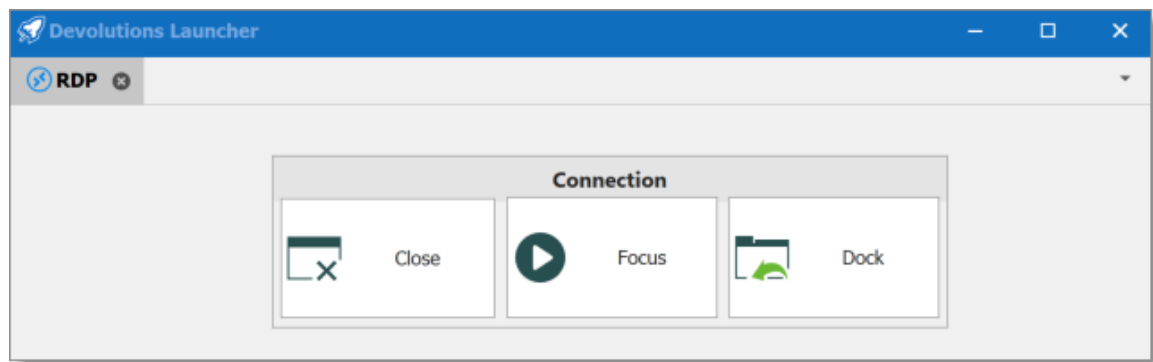 Devolutions Launcher
RDP
Connection
Close
Focus
Dock